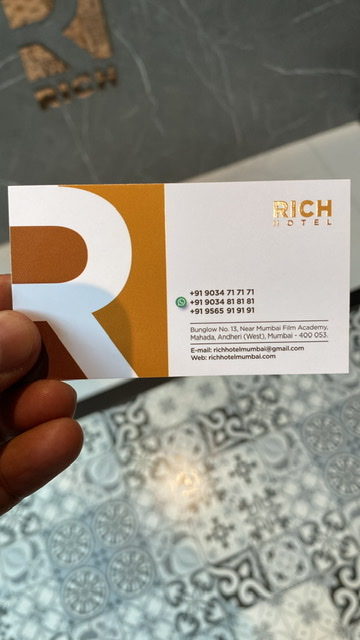 R
RICH
R
RICH
HOTEL
+91 9034 71 71 71
+91 9034 81 81 81
+91 9565 91 91 91
Bunglow No. 13, Near Mumbai Film Academy,
Mahada, Andheri (West), Mumbai - 400 053.
E-mail: richhotelmumbai@gmail.com
Web: richhotelmumbai.com